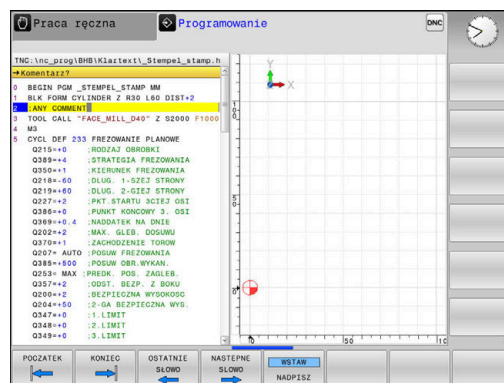 Praca ręczna
Programowanie
DNC
TNC:\nc_prog\BHB\Klartext\_Stempel_stamp.h
→Komentarz?
0 BEGIN PGM _STEMPEL_STAMP MM
1 BLK FORM CYLINDER Z R30 L60 DIST+2
2 ;ANY COMMENT
3 TOOL CALL "FACE_MILL_D40" Z S2000 F1000
4 M3
5 CYCL DEF 233 FREZOWANIE PLANOWE
Q215=+0 ;RODZAJ OBROBKI
Q389=+4 ;STRATEGIA FREZOWANIA
Q350=+1 ;KIERUNEK FREZOWANIA
Q218=-60 ;DLUG. 1-SZEJ STRONY
Q219=+60 ;DLUG. 2-GIEJ STRONY
Q227=+2 ;PKT.STARTU 3CIEJ OSI
Q386=+0 ;PUNKT KONCOWY 3. OSI
Q369=+0.4 ;NADDATEK NA DNIE
Q202=+2 ;MAX. GLEB. DOSUWU
Q370=+1 ;ZACHODZENIE TOROW
Q207= AUTO ;POSUW FREZOWANIA
Q385=+500 ;POSUW OBR.WYKAN.
Q253= MAX ;PREDK. POS. ZAGLEB.
Q357=+2 ;ODST. BEZP. Z BOKU
Q200=+2 ;BEZPIECZNA WYSOKOSC
Q204=+50 ;2-GA BEZPIECZNA WYS.
Q347=+0 ;1.LIMIT
Q348=+0 ;2.LIMIT
Q349=+0 ;3.LIMIT
Y
X
100
50
0
0 50 10
POCZATEK
KONIEC
OSTATNIE
SŁOWO
NASTEPNE
SŁOWO
WSTAW
NADPISZ